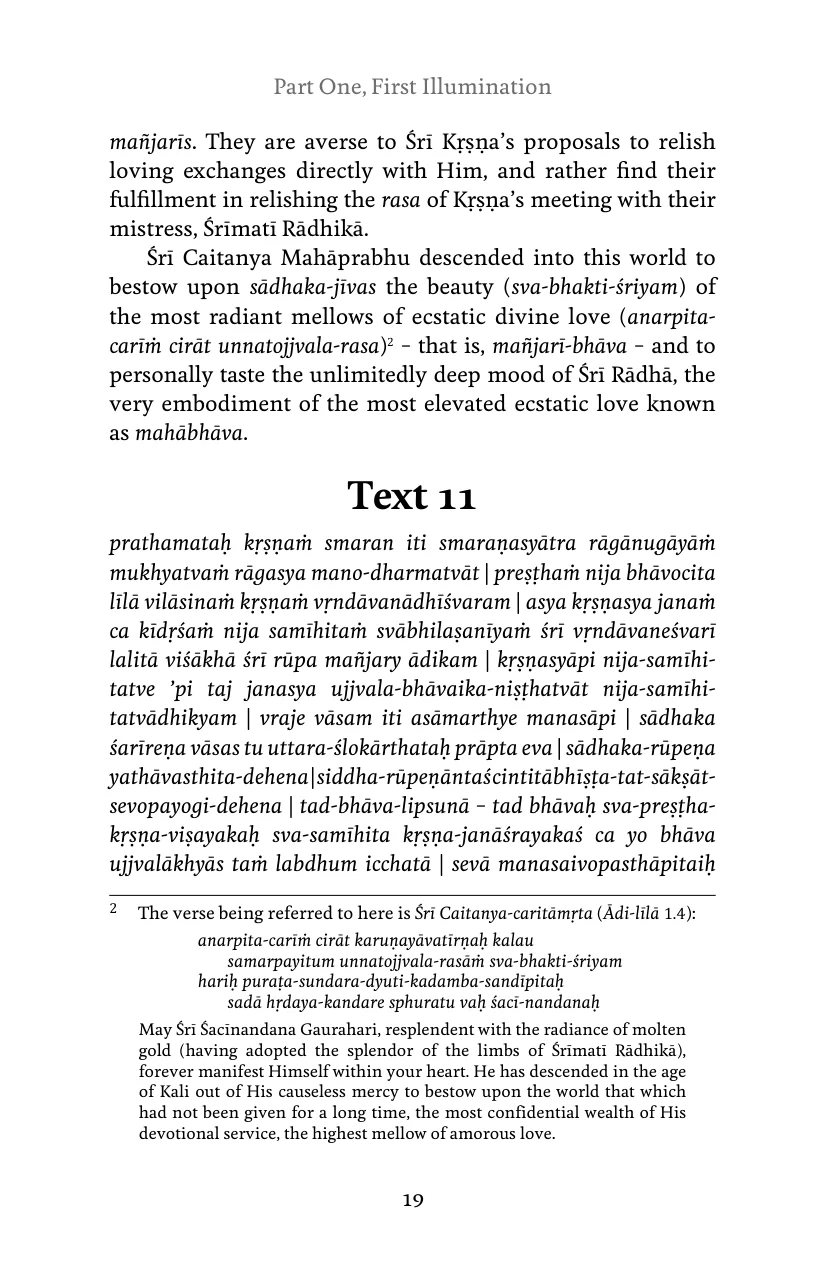 Part One, First Illumination
mañjarīs. They are averse to Śrī Kṛṣṇa’s proposals to relish
loving exchanges directly with Him, and rather find their
fulfillment in relishing the rasa of Kṛṣṇa’s meeting with their
mistress, Śrīmatī Rādhikā.
Śrī Caitanya Mahāprabhu descended into this world to
bestow upon sādhaka-jīvas the beauty (sva-bhakti-śriyam) of
the most radiant mellows of ecstatic divine love (anarpita-
carīṁ cirāt unnatojjvala-rasa)² – that is, mañjarī-bhāva – and to
personally taste the unlimitedly deep mood of Śrī Rādhā, the
very embodiment of the most elevated ecstatic love known
as mahābhāva.
Text 11
prathamataḥ kṛṣṇaṁ smaran iti smaraṇasyātra rāgānugāyāṁ
mukhyatvaṁ rāgasya mano-dharmatvāt | preṣṭhaṁ nija bhāvocita
līlā vilāsinaṁ kṛṣṇaṁ vṛndāvanādhīśvaram | asya kṛṣṇasya janaṁ
ca kīdṛśaṁ nija samīhitaṁ svābhilaṣanīyaṁ śrī vṛndāvaneśvarī
lalitā viśākhā śrī rūpa mañjary ādikam | kṛṣṇasyāpi nija-samīhi-
tatve ’pi taj janasya ujjvala-bhāvaika-niṣṭhatvāt nija-samīhi-
tatvādhikyam | vraje vāsam iti asāmarthye manasāpi | sādhaka
śarīreṇa vāsas tu uttara-ślokārthataḥ prāpta eva | sādhaka-rūpeṇa
yathāvasthita-dehena|siddha-rūpeṇāntaścintitābhīṣṭa-tat-sākṣāt-
sevopayogi-dehena | tad-bhāva-lipsunā – tad bhāvaḥ sva-preṣṭha-
kṛṣṇa-viṣayakaḥ sva-samīhita kṛṣṇa-janāśrayakaś ca yo bhāva
ujjvalākhyās taṁ labdhum icchatā | sevā manasaivopasthāpitaiḥ
2 The verse being referred to here is Śrī Caitanya-caritāmṛta (Ādi-līlā 1.4):
anarpita-carīṁ cirāt karuṇayāvatīrṇaḥ kalau
samarpayitum unnatojjvala-rasāṁ sva-bhakti-śriyam
hariḥ puraṭa-sundara-dyuti-kadamba-sandīpitaḥ
sadā hṛdaya-kandare sphuratu vaḥ śacī-nandanaḥ
May Śrī Śacīnandana Gaurahari, resplendent with the radiance of molten
gold (having adopted the splendor of the limbs of Śrīmatī Rādhikā),
forever manifest Himself within your heart. He has descended in the age
of Kali out of His causeless mercy to bestow upon the world that which
had not been given for a long time, the most confidential wealth of His
devotional service, the highest mellow of amorous love.
19